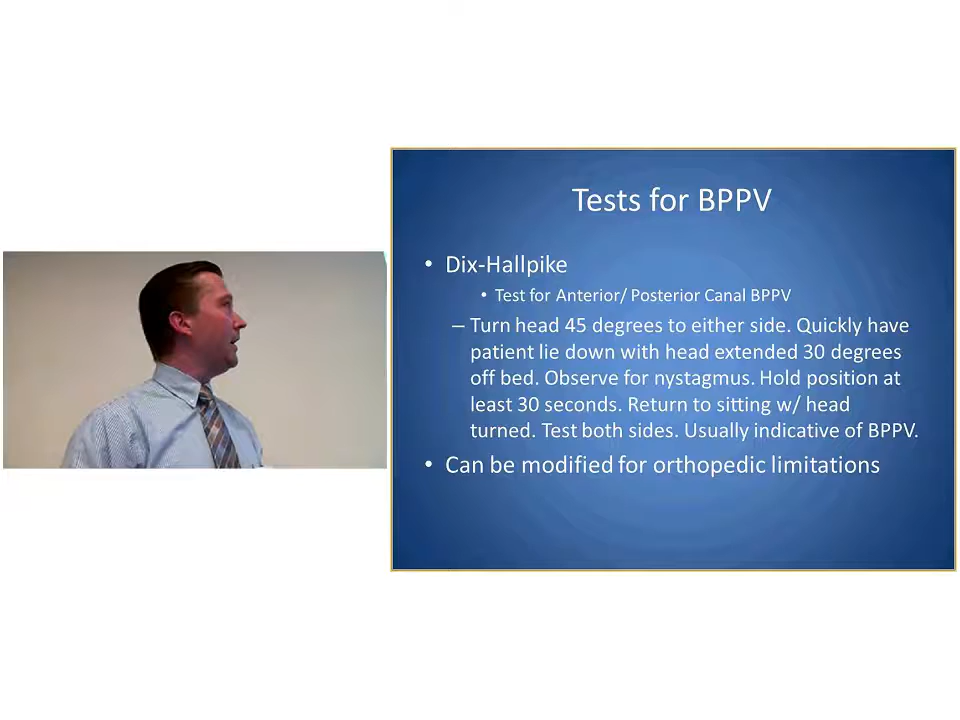 Tests for BPPV
• Dix-Hallpike
• Test for Anterior/ Posterior Canal BPPV
– Turn head 45 degrees to either side. Quickly have
patient lie down with head extended 30 degrees
off bed. Observe for nystagmus. Hold position at
least 30 seconds. Return to sitting w/ head
turned. Test both sides. Usually indicative of BPPV.
• Can be modified for orthopedic limitations